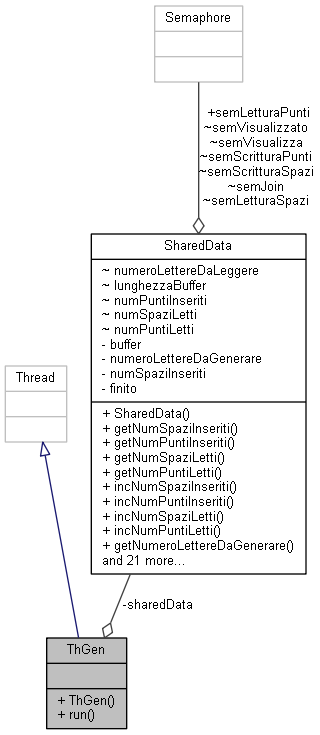 Semaphore
+semLetturaPunti
~semVisualizzato
~semVisualizza
~semScritturaPunti
~semScritturaSpazi
~semJoin
~semLetturaSpazi
SharedData
~ numeroLettereDaLeggere
~ lunghezzaBuffer
~ numPuntiInseriti
~ numSpaziLetti
~ numPuntiLetti
- buffer
- numeroLettereDaGenerare
- numSpaziInseriti
- finito
+ SharedData()
+ getNumSpaziInseriti()
+ getNumPuntiInseriti()
+ getNumSpaziLetti()
+ getNumPuntiLetti()
+ incNumSpaziInseriti()
+ incNumPuntiInseriti()
+ incNumSpaziLetti()
+ incNumPuntiLetti()
+ getNumeroLettereDaGenerare()
and 21 more...
Thread
-sharedData
ThGen
+ ThGen()
+ run()